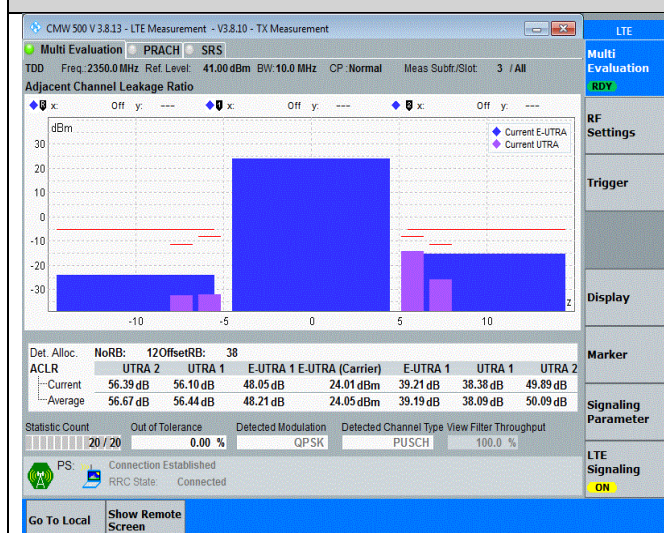 CMW 500 V 3.8.13 - LTE Measurement - V3.8.10 - TX Measurement
LTE
Multi Evaluation PRACH SRS
TDD Freq.:2350.0 MHz Ref. Level: 41.00 dBm BW:10.0 MHz CP :Normal Meas Subfr./Slot: 3 / All
Adjacent Channel Leakage Ratio
x: Off y: --- x: Off y: --- x: Off y: ---
dBm
Current E-UTRA
Current UTRA
30
20
10
0
-10
-20
-30
z
-10 -5 0 5 10
Det. Alloc. NoRB: 12OffsetRB: 38
ACLR UTRA 2 UTRA 1 E-UTRA 1 E-UTRA (Carrier) E-UTRA 1 UTRA 1 UTRA 2
Current 56.39 dB 56.10 dB 48.05 dB 24.01 dBm 39.21 dB 38.38 dB 49.89 dB
Average 56.67 dB 56.44 dB 48.21 dB 24.05 dBm 39.19 dB 38.09 dB 50.09 dB
Statistic Count Out of Tolerance Detected Modulation Detected Channel Type View Filter Throughput
20 / 20 0.00 % QPSK PUSCH 100.0 %
PS: Connection Established
RRC State: Connected
Multi
Evaluation
RDY
RF
Settings
Trigger
Display
Marker
Signaling
Parameter
LTE
Signaling
ON
Go To Local
Show Remote
Screen